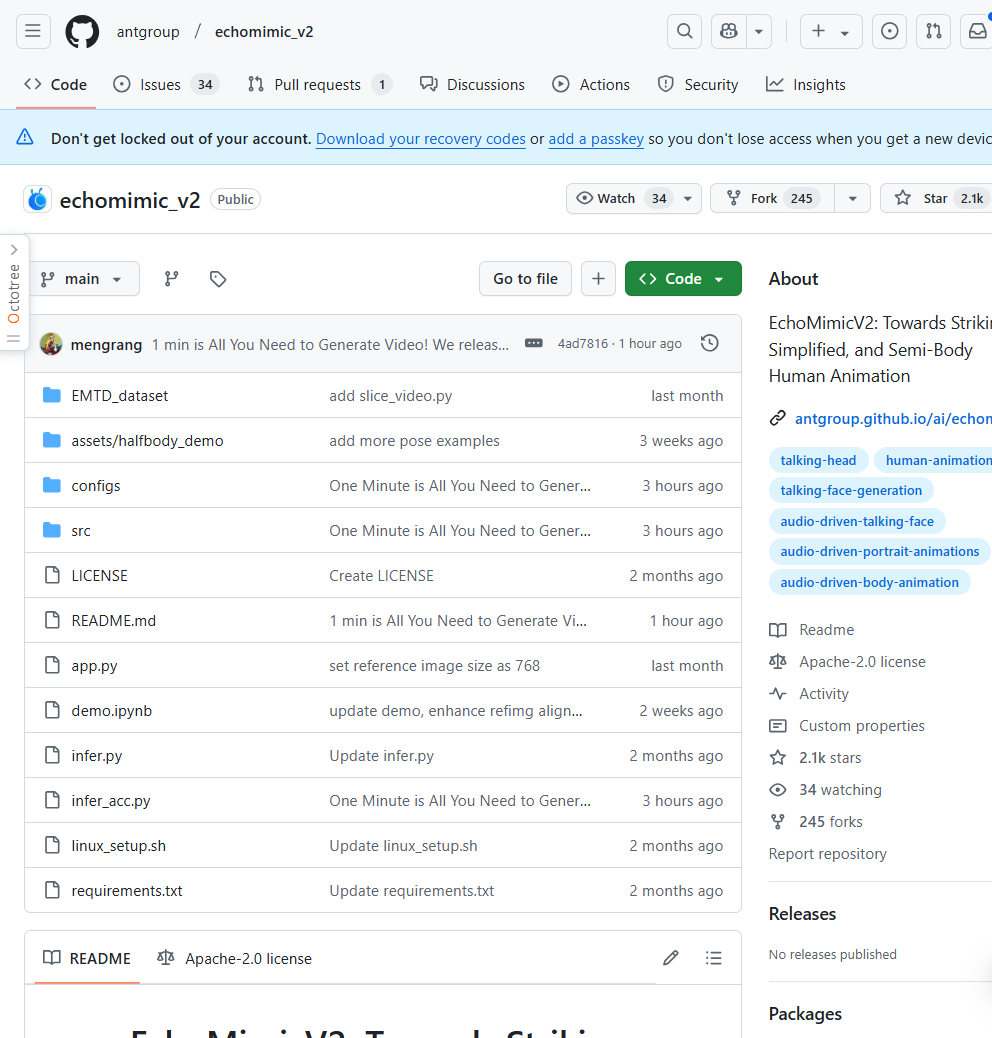 antgroup / echomimic_v2
Code Issues 34 Pull requests 1 Discussions Actions Security Insights
Don't get locked out of your account. Download your recovery codes or add a passkey so you don't lose access when you get a new devic
echomimic_v2 Public Watch 34 Fork 245 Star 2.1k
Octotree
main Go to file Code
mengrang 1 min is All You Need to Generate Video! We releas... 4ad7816 · 1 hour ago
EMTD_dataset add slice_video.py last month
assets/halfbody_demo add more pose examples 3 weeks ago
configs One Minute is All You Need to Gener... 3 hours ago
src One Minute is All You Need to Gener... 3 hours ago
LICENSE Create LICENSE 2 months ago
README.md 1 min is All You Need to Generate Vi... 1 hour ago
app.py set reference image size as 768 last month
demo.ipynb update demo, enhance refimg align... 2 weeks ago
infer.py Update infer.py 2 months ago
infer_acc.py One Minute is All You Need to Gener... 3 hours ago
linux_setup.sh Update linux_setup.sh 2 months ago
requirements.txt Update requirements.txt 2 months ago
README Apache-2.0 license
About
EchoMimicV2: Towards Strikin
Simplified, and Semi-Body
Human Animation
antgroup.github.io/ai/echom
talking-head human-animation
talking-face-generation
audio-driven-talking-face
audio-driven-portrait-animations
audio-driven-body-animation
Readme
Apache-2.0 license
Activity
Custom properties
2.1k stars
34 watching
245 forks
Report repository
Releases
No releases published
Packages